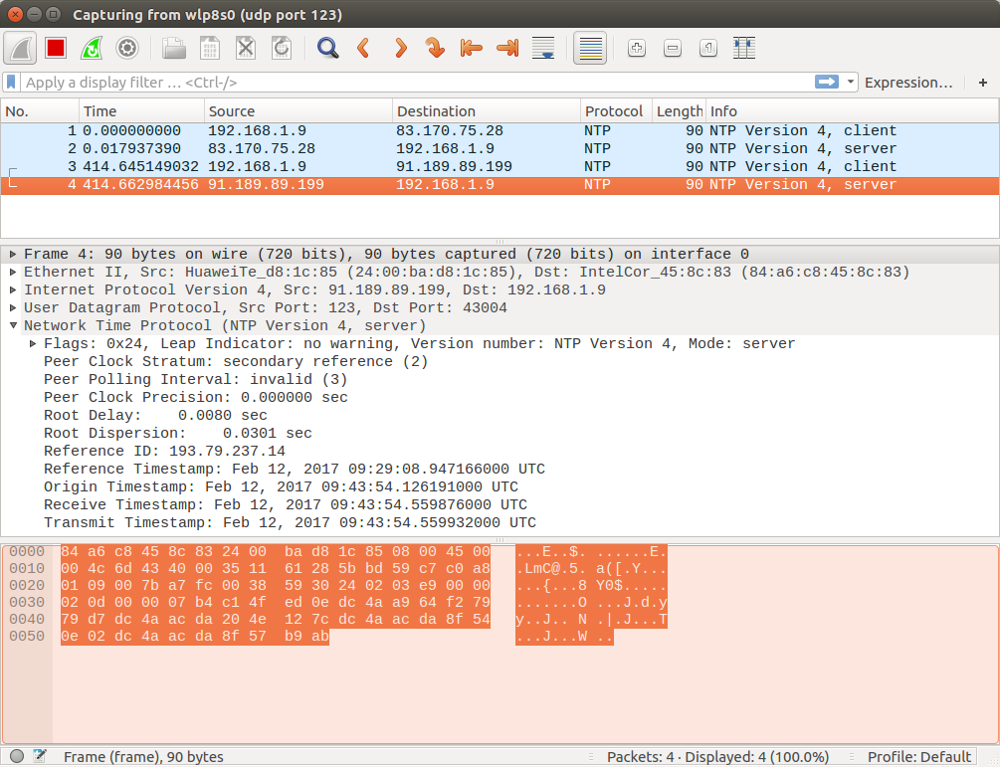 Capturing from wlp8s0 (udp port 123)
Apply a display filter … <Ctrl-/> Expression… +
No. Time Source Destination Protocol Length Info
1 0.000000000 192.168.1.9 83.170.75.28 NTP 90 NTP Version 4, client
2 0.017937390 83.170.75.28 192.168.1.9 NTP 90 NTP Version 4, server
3 414.645149032 192.168.1.9 91.189.89.199 NTP 90 NTP Version 4, client
4 414.662984456 91.189.89.199 192.168.1.9 NTP 90 NTP Version 4, server
Frame 4: 90 bytes on wire (720 bits), 90 bytes captured (720 bits) on interface 0
Ethernet II, Src: HuaweiTe_d8:1c:85 (24:00:ba:d8:1c:85), Dst: IntelCor_45:8c:83 (84:a6:c8:45:8c:83)
Internet Protocol Version 4, Src: 91.189.89.199, Dst: 192.168.1.9
User Datagram Protocol, Src Port: 123, Dst Port: 43004
Network Time Protocol (NTP Version 4, server)
Flags: 0x24, Leap Indicator: no warning, Version number: NTP Version 4, Mode: server
Peer Clock Stratum: secondary reference (2)
Peer Polling Interval: invalid (3)
Peer Clock Precision: 0.000000 sec
Root Delay: 0.0080 sec
Root Dispersion: 0.0301 sec
Reference ID: 193.79.237.14
Reference Timestamp: Feb 12, 2017 09:29:08.947166000 UTC
Origin Timestamp: Feb 12, 2017 09:43:54.126191000 UTC
Receive Timestamp: Feb 12, 2017 09:43:54.559876000 UTC
Transmit Timestamp: Feb 12, 2017 09:43:54.559932000 UTC
0000 84 a6 c8 45 8c 83 24 00 ba d8 1c 85 08 00 45 00 ...E..$. ......E.
0010 00 4c 6d 43 40 00 35 11 61 28 5b bd 59 c7 c0 a8 .LmC@.5. a([.Y...
0020 01 09 00 7b a7 fc 00 38 59 30 24 02 03 e9 00 00 ...{...8 Y0$.....
0030 02 0d 00 00 07 b4 c1 4f ed 0e dc 4a a9 64 f2 79 .......O ...J.d.y
0040 79 d7 dc 4a ac da 20 4e 12 7c dc 4a ac da 8f 54 y..J.. N .|.J...T
0050 0e 02 dc 4a ac da 8f 57 b9 ab ...J...W ..
Frame (frame), 90 bytes Packets: 4 · Displayed: 4 (100.0%) Profile: Default